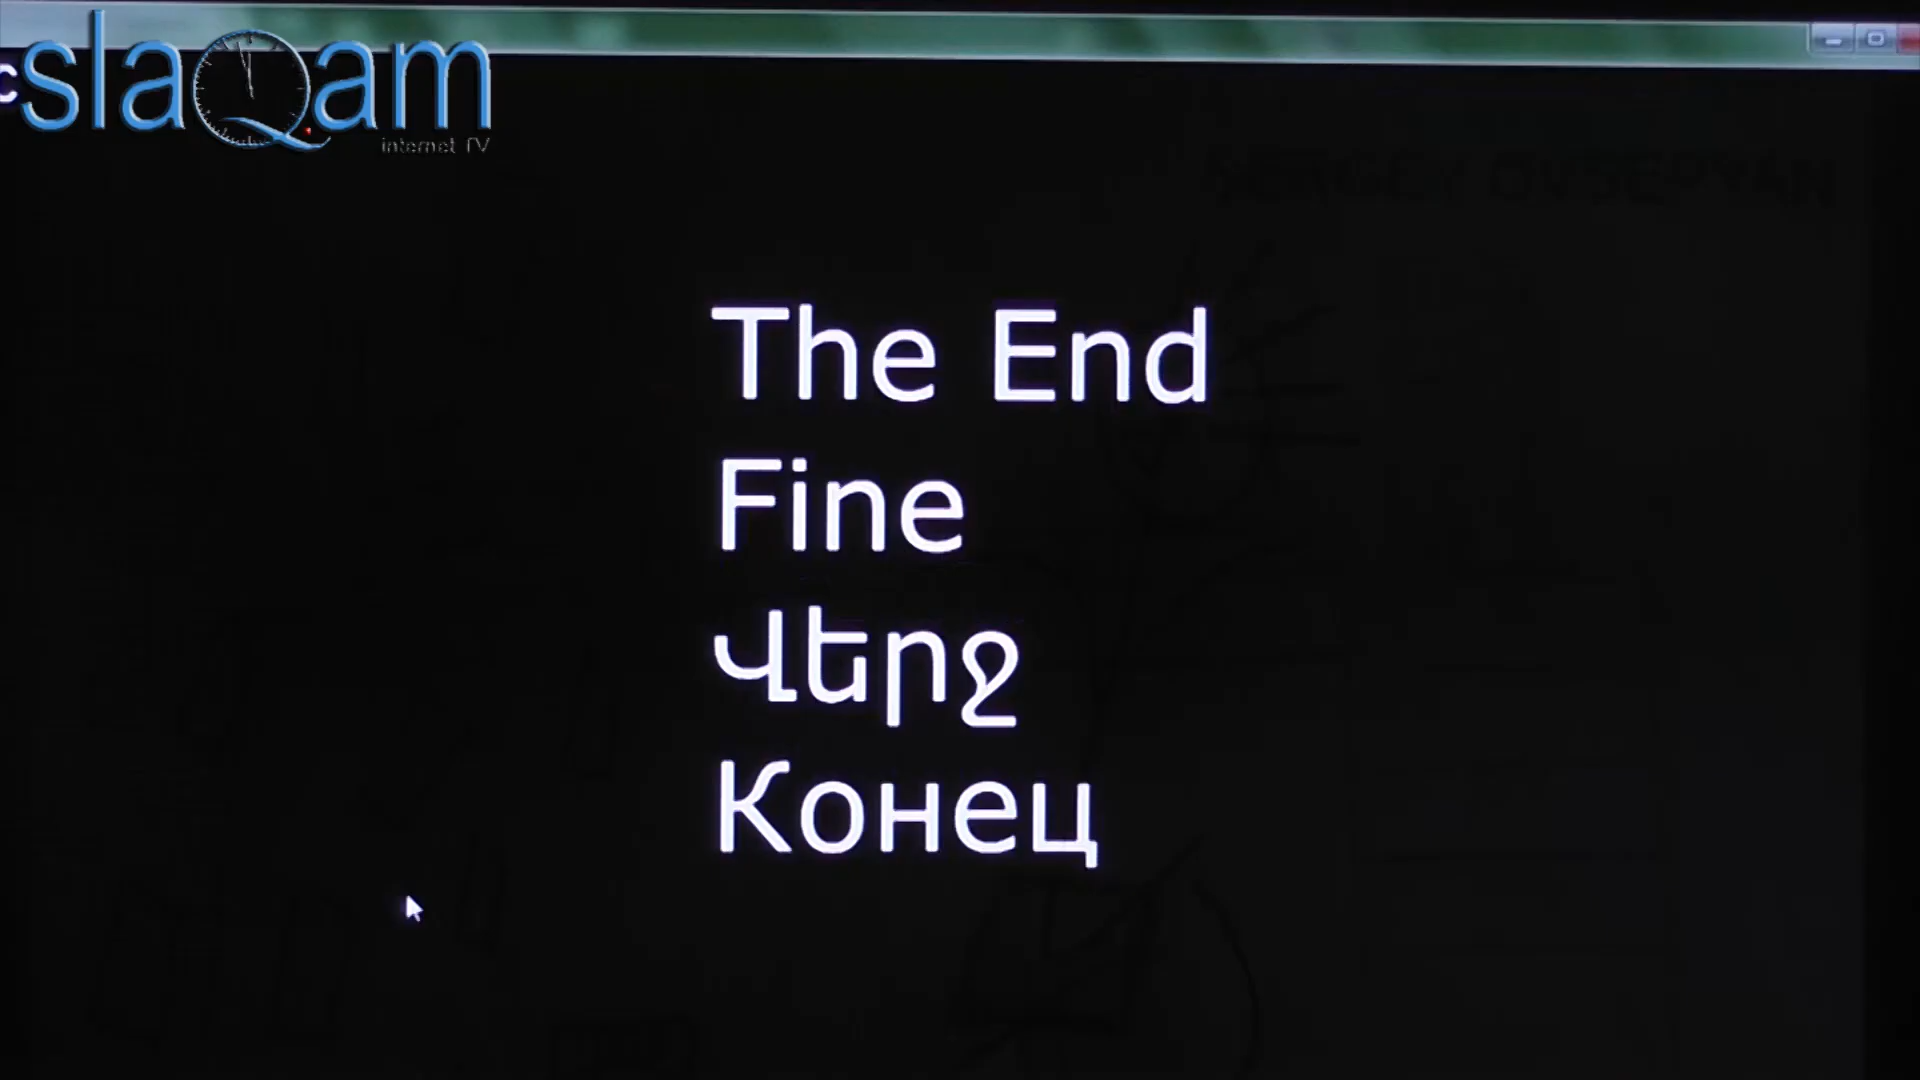 slaQam
internet TV
The End
Fine
Վերջ
Конец